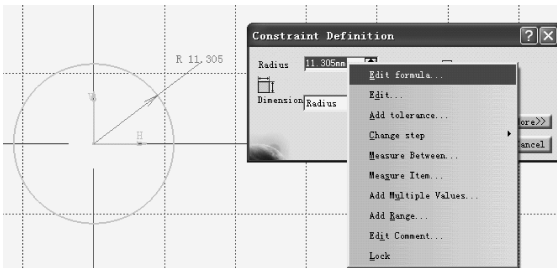 R 11.305
V
H
Constraint Definition
Radius 11.305mm
Dimension Radius
ore>>
ancel
Edit formula...
Edit...
Add tolerance...
Change step
Measure Between...
Measure Item...
Add Multiple Values...
Add Range...
Edit Comment...
Lock